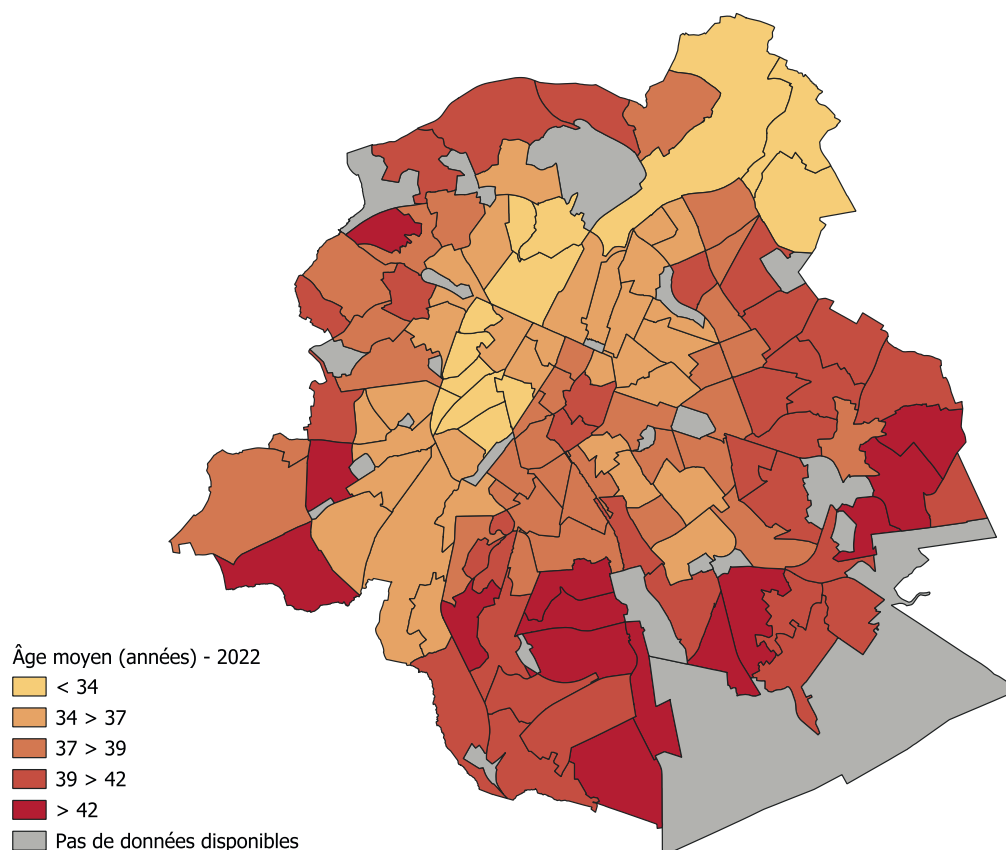 Âge moyen (années) - 2022
< 34
34 > 37
37 > 39
39 > 42
> 42
Pas de données disponibles